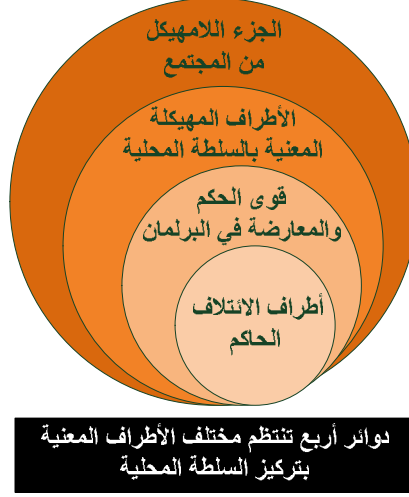 الجزء اللامهيكل
من المجتمع
الأطراف المهيكلة
المعنية بالسلطة المحلية
قوى الحكم
والمعارضة في البرلمان
أطراف الائتلاف
الحاكم
دوائر أربع تنتظم مختلف الأطراف المعنية
بتركيز السلطة المحلية